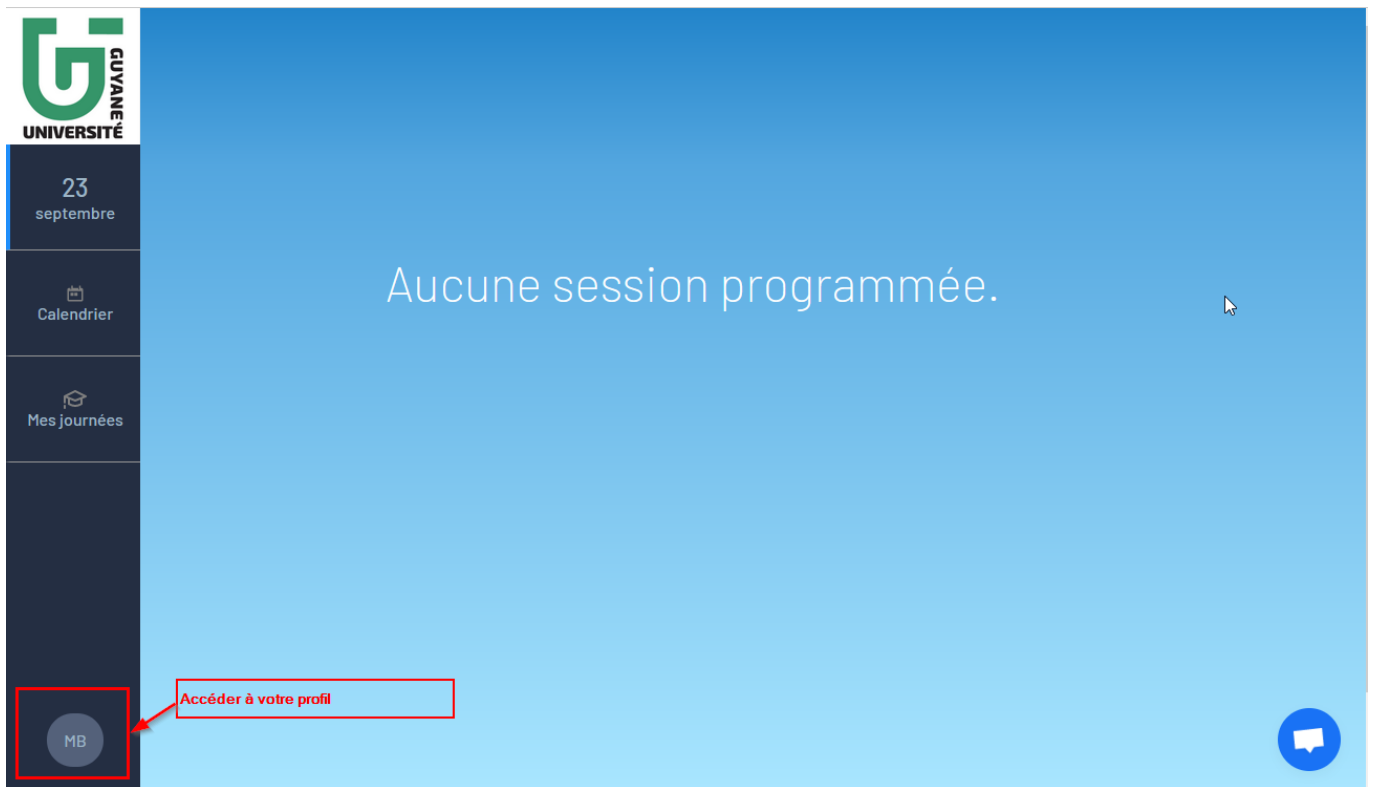 GUYANE
UNIVERSITÉ
23
septembre
Calendrier
Mes journées
Aucune session programmée.
Accéder à votre profil
MB